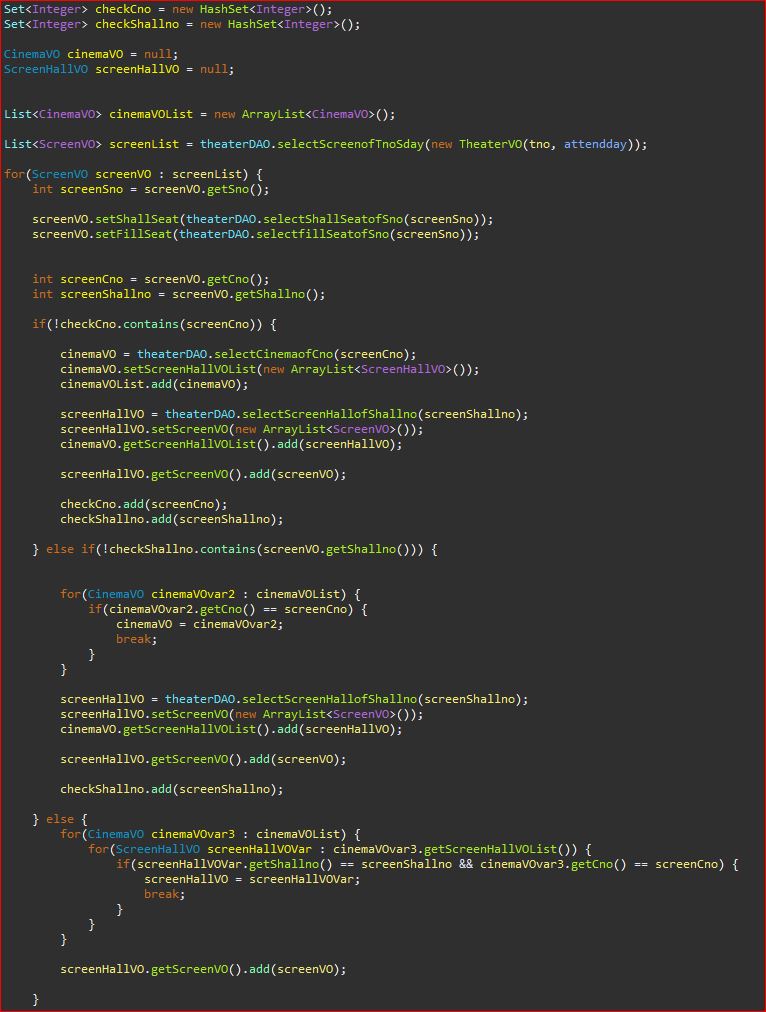 Set<Integer> checkCno = new HashSet<Integer>();
Set<Integer> checkShallno = new HashSet<Integer>();
CinemaVO cinemaVO = null;
ScreenHallVO screenHallVO = null;
List<CinemaVO> cinemaVOList = new ArrayList<CinemaVO>();
List<ScreenVO> screenList = theaterDAO.selectScreenofTnoSday(new TheaterVO(tno, attendday));
for(ScreenVO screenVO : screenList) {
int screenSno = screenVO.getSno();
screenVO.setShallSeat(theaterDAO.selectShallSeatofSno(screenSno));
screenVO.setFillSeat(theaterDAO.selectfillSeatofSno(screenSno));
int screenCno = screenVO.getCno();
int screenShallno = screenVO.getShallno();
if(!checkCno.contains(screenCno)) {
cinemaVO = theaterDAO.selectCinemaofCno(screenCno);
cinemaVO.setScreenHallVOList(new ArrayList<ScreenHallVO>());
cinemaVOList.add(cinemaVO);
screenHallVO = theaterDAO.selectScreenHallofShallno(screenShallno);
screenHallVO.setScreenVO(new ArrayList<ScreenVO>());
cinemaVO.getScreenHallVOList().add(screenHallVO);
screenHallVO.getScreenVO().add(screenVO);
checkCno.add(screenCno);
checkShallno.add(screenShallno);
} else if(!checkShallno.contains(screenVO.getShallno())) {
for(CinemaVO cinemaVOvar2 : cinemaVOList) {
if(cinemaVOvar2.getCno() == screenCno) {
cinemaVO = cinemaVOvar2;
break;
}
}
screenHallVO = theaterDAO.selectScreenHallofShallno(screenShallno);
screenHallVO.setScreenVO(new ArrayList<ScreenVO>());
cinemaVO.getScreenHallVOList().add(screenHallVO);
screenHallVO.getScreenVO().add(screenVO);
checkShallno.add(screenShallno);
} else {
for(CinemaVO cinemaVOvar3 : cinemaVOList) {
for(ScreenHallVO screenHallVOVar : cinemaVOvar3.getScreenHallVOList()) {
if(screenHallVOVar.getShallno() == screenShallno && cinemaVOvar3.getCno() == screenCno) {
screenHallVO = screenHallVOVar;
break;
}
}
}
screenHallVO.getScreenVO().add(screenVO);
}